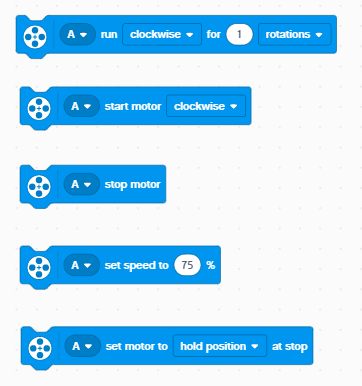 A run clockwise for 1 rotations
A start motor clockwise
A stop motor
A set speed to 75 %
A set motor to hold position at stop